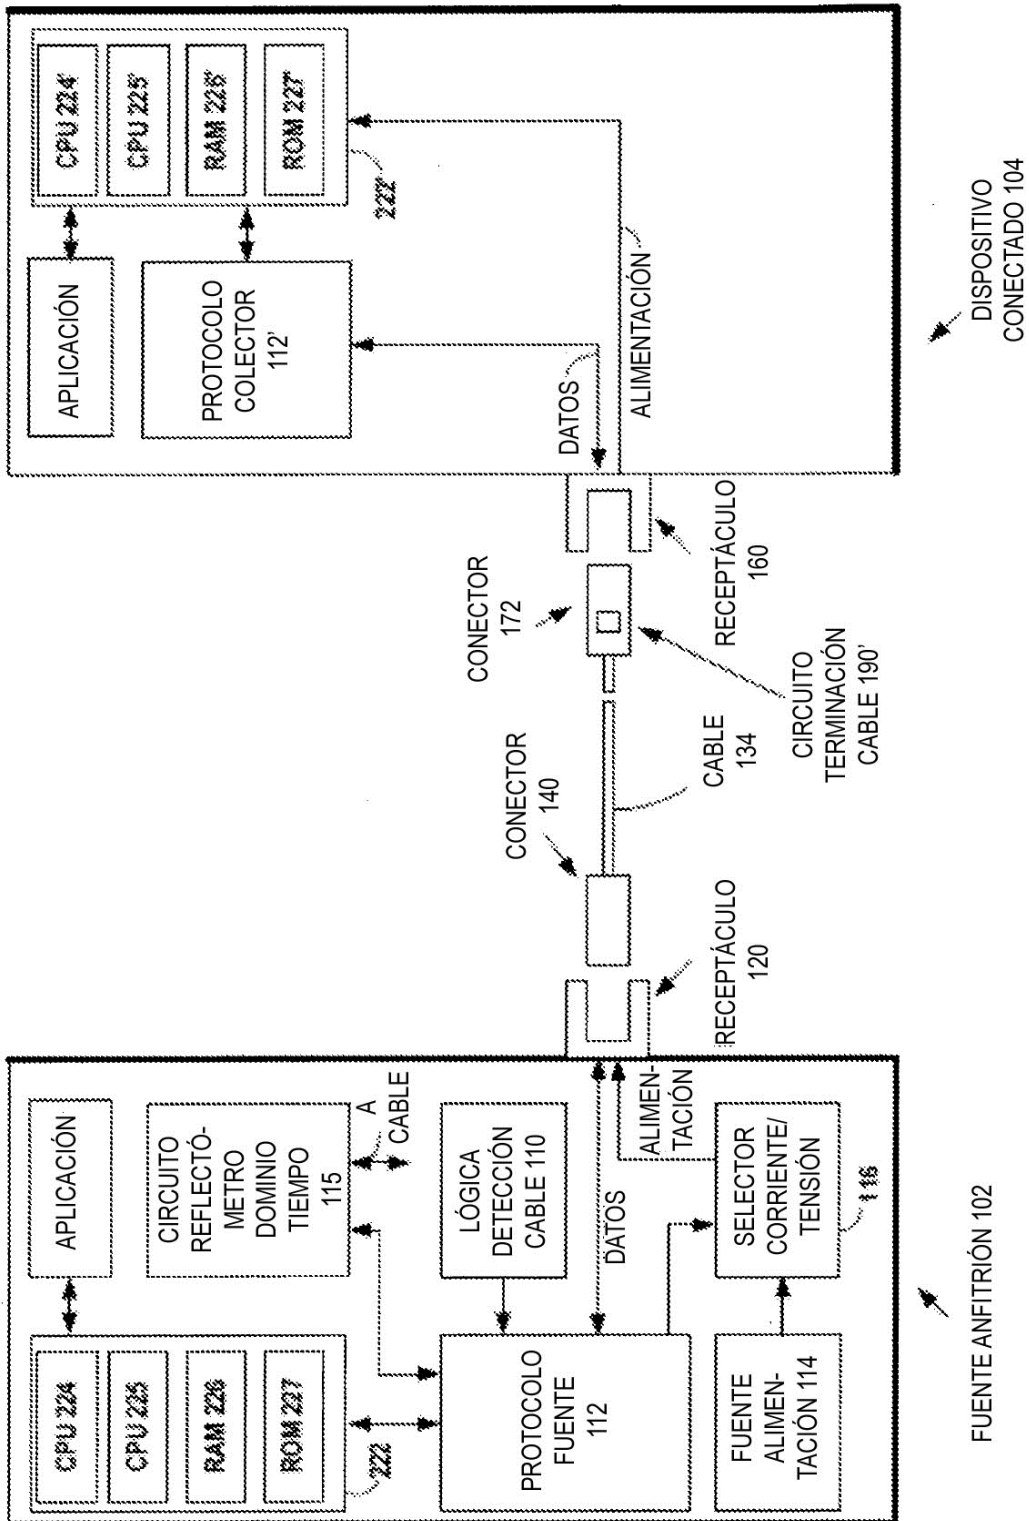 CPU 224
CPU 225
RAM 226
ROM 227
222
APLICACIÓN
CIRCUITO
REFLECTÓ-
METRO
DOMINIO
TIEMPO
115
A
CABLE
PROTOCOLO
FUENTE
112
LÓGICA
DETECCIÓN
CABLE 110
DATOS
ALIMEN-
TACIÓN
FUENTE
ALIMEN-
TACIÓN 114
SELECTOR
CORRIENTE/
TENSIÓN
116
FUENTE ANFITRIÓN 102
RECEPTÁCULO
120
CONECTOR
140
CABLE
134
CONECTOR
172
CIRCUITO
TERMINACIÓN
CABLE 190'
RECEPTÁCULO
160
APLICACIÓN
CPU 224'
CPU 225'
RAM 226'
ROM 227'
222'
PROTOCOLO
COLECTOR
112'
DATOS
ALIMENTACIÓN
DISPOSITIVO
CONECTADO 104